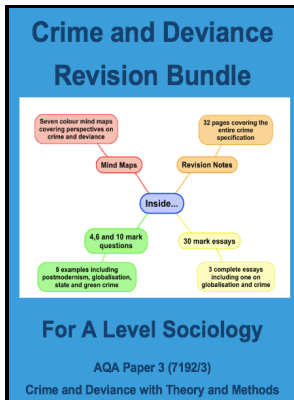 Crime and Deviance
Revision Bundle
Seven colour mind maps
covering perspectives on
crime and deviance
32 pages covering the
entire crime
specification
Mind Maps
Revision Notes
Inside...
4,6 and 10 mark
questions
30 mark essays
8 examples including
postmodernism, globalisation,
state and green crime
3 complete essays
including one on
globalisation and crime
For A Level Sociology
AQA Paper 3 (7192/3)
Crime and Deviance with Theory and Methods